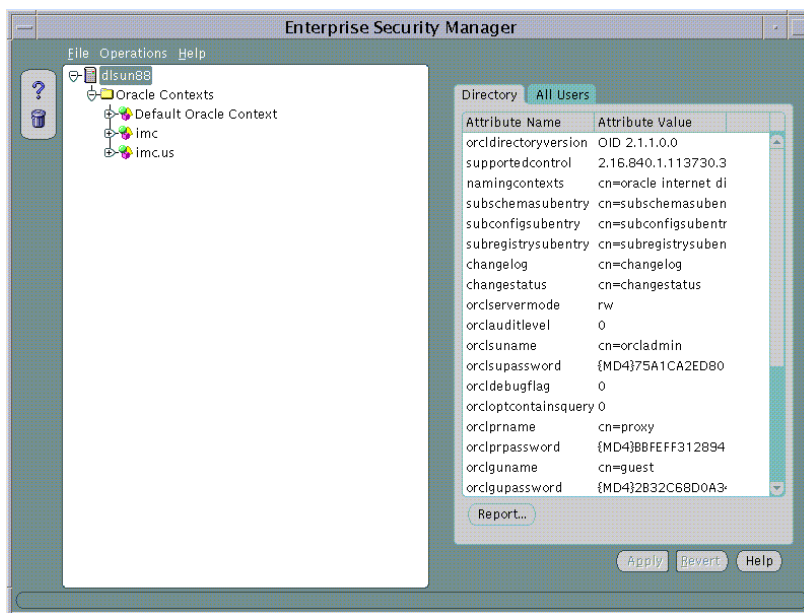 Enterprise Security Manager
File Operations Help
?
dlsun88
Oracle Contexts
Default Oracle Context
imc
imc.us
Directory All Users
Attribute Name Attribute Value
orcldirectoryversion OID 2.1.1.0.0
supportedcontrol 2.16.840.1.113730.3
namingcontexts cn=oracle internet di
subschemasubentry cn=subschemasuben
subconfigsubentry cn=subconfigsubentr
subregistrysubentry cn=subregistrysuben
changelog cn=changelog
changestatus cn=changestatus
orclservermode rw
orclauditlevel 0
orclsuname cn=orcladmin
orclsupassword {MD4}75A1CA2ED80
orcldebugflag 0
orcloptcontainsquery 0
orclprname cn=proxy
orclprpassword {MD4}BBFEFF312894
orclguname cn=guest
orclgupassword {MD4}2B32C68D0A3
Report...
Apply Revert Help